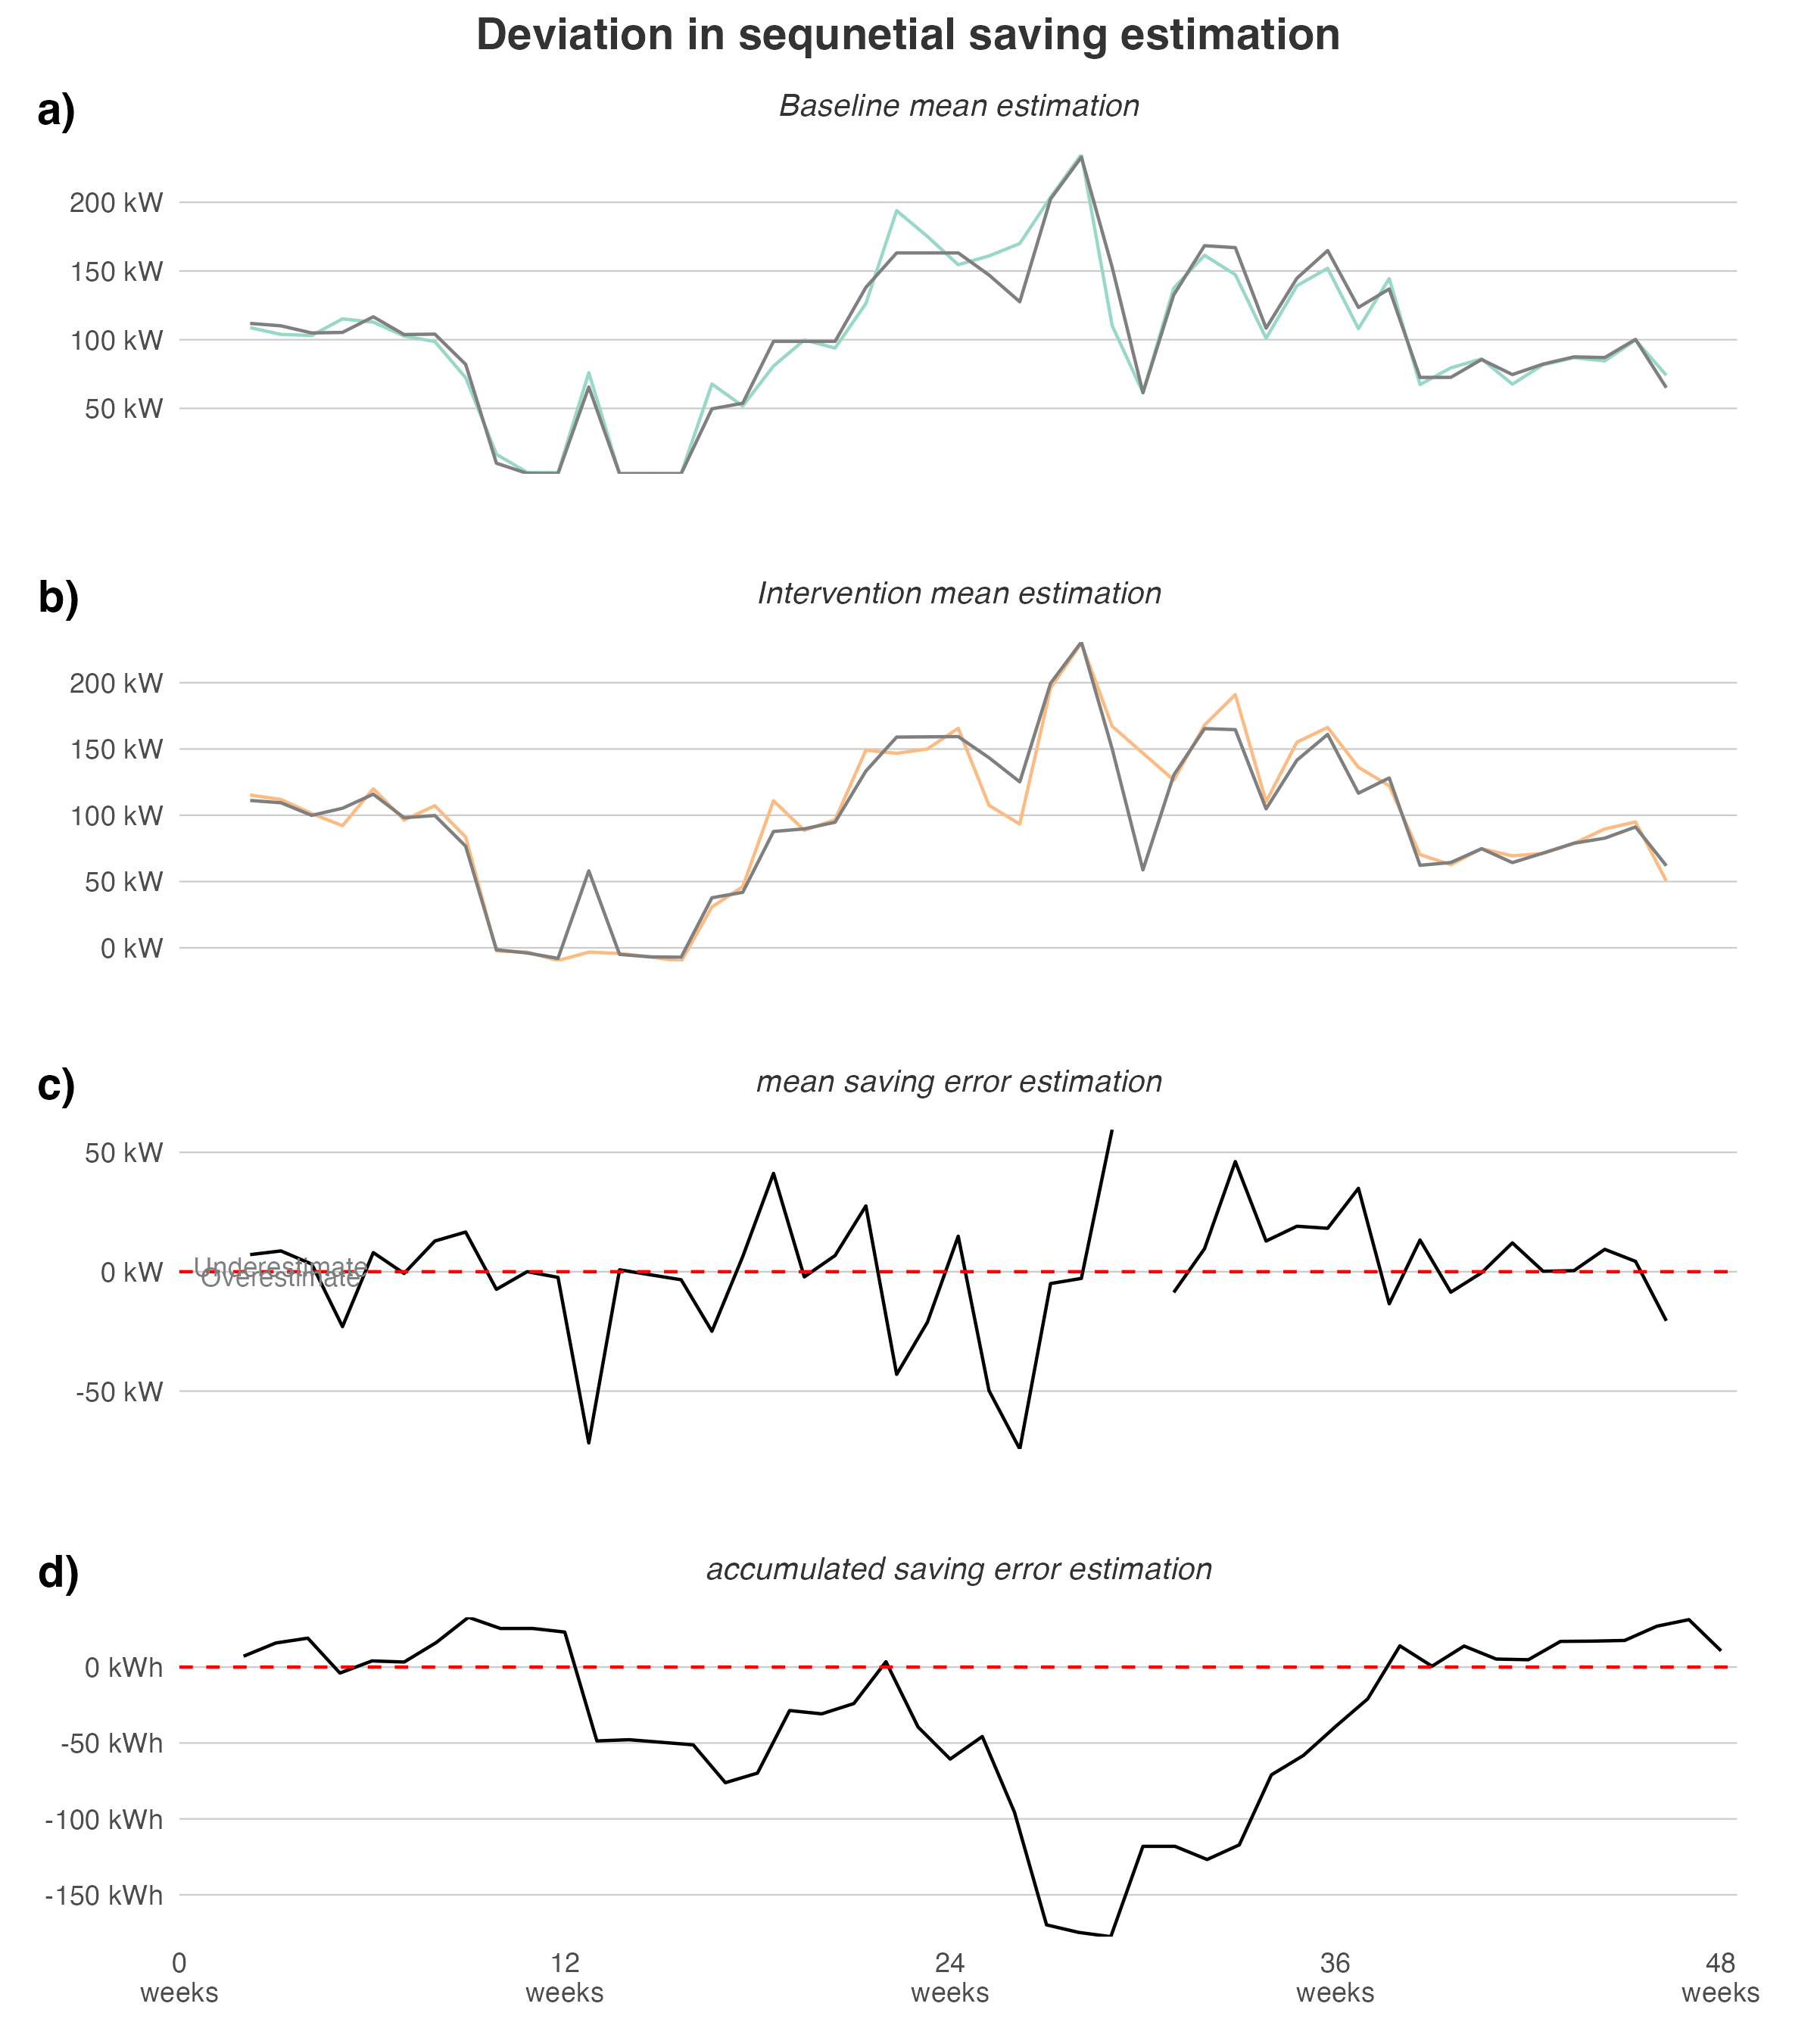 Deviation in sequnetial saving estimation
a)
Baseline mean estimation
200 kW
150 kW
100 kW
50 kW
b)
Intervention mean estimation
200 kW
150 kW
100 kW
50 kW
0 kW
c)
mean saving error estimation
50 kW
Underestimate
0 kW
Overestimate
-50 kW
d)
accumulated saving error estimation
0 kWh
-50 kWh
-100 kWh
-150 kWh
0 12 24 36 48
weeks weeks weeks weeks weeks